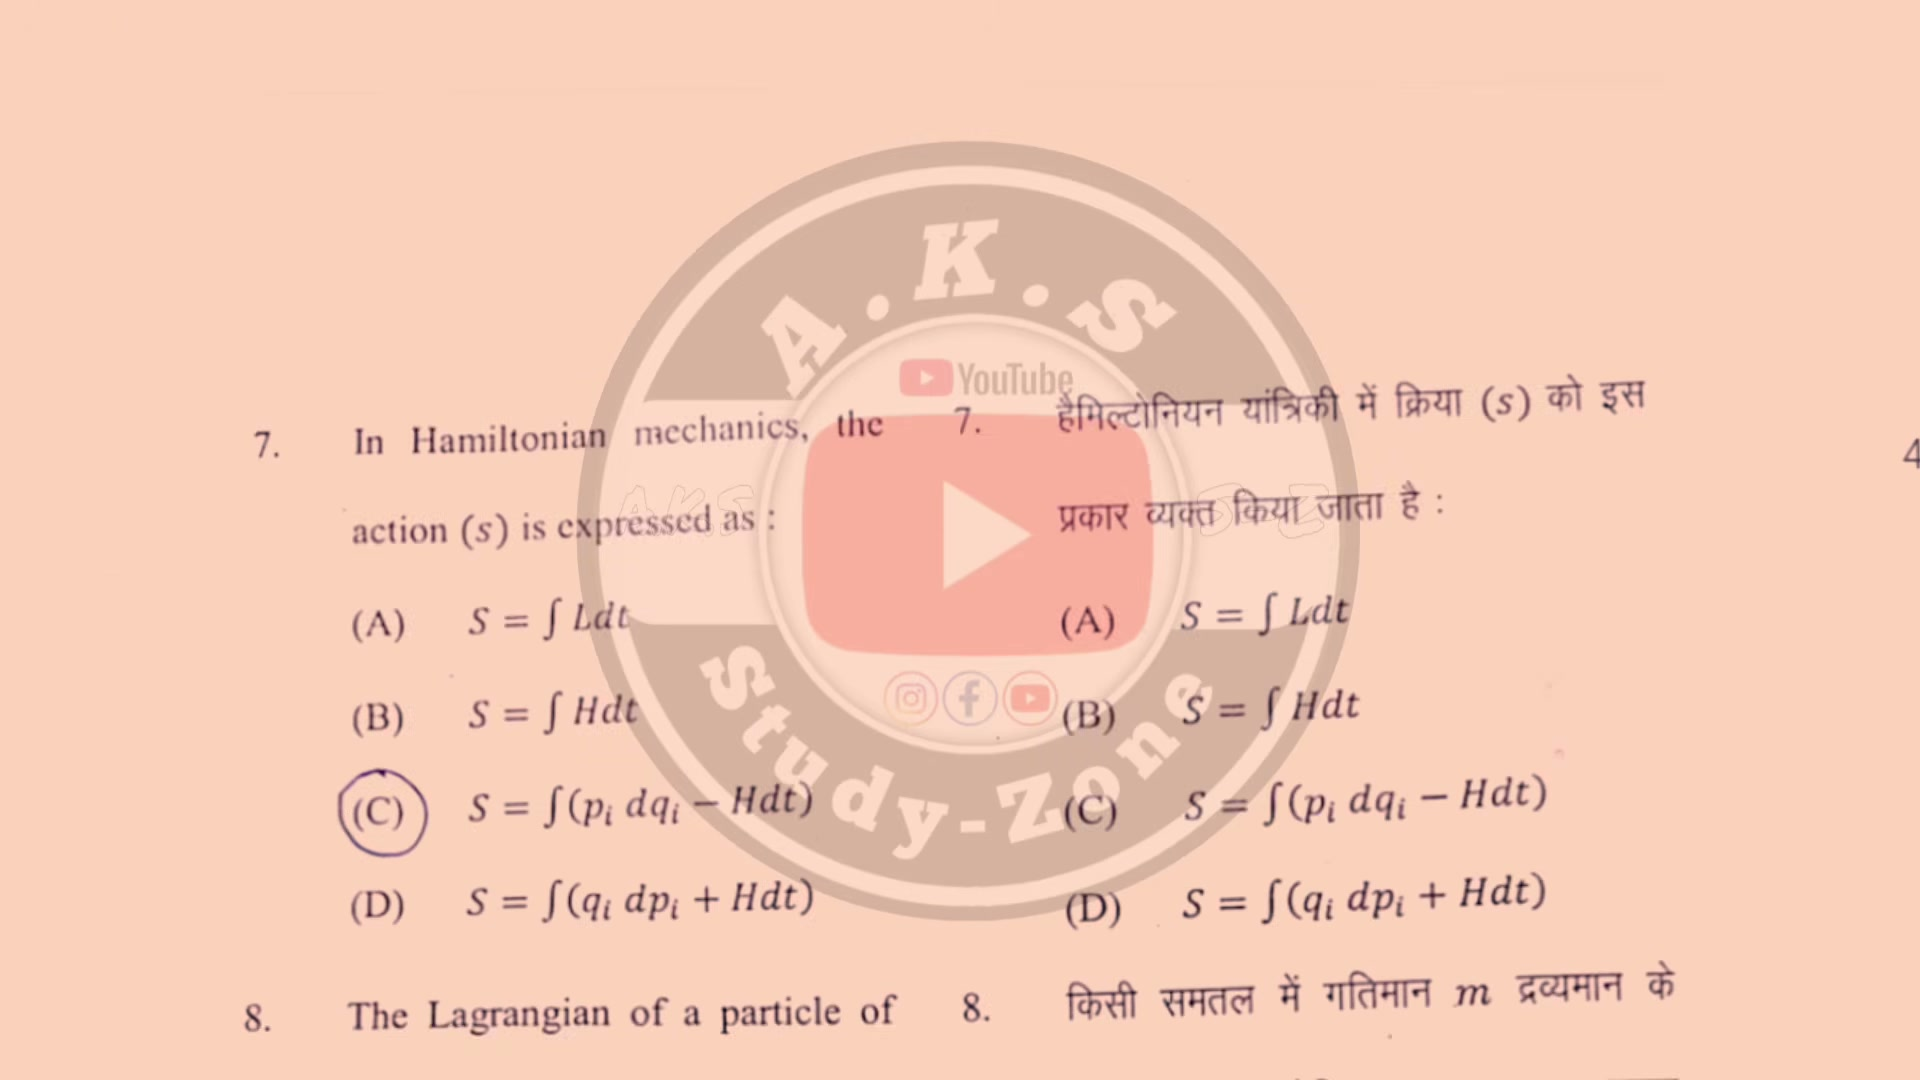 A.K.S
YouTube
Study-Zone
7. In Hamiltonian mechanics, the
action (s) is expressed as :
(A) S = ∫ Ldt
(B) S = ∫ Hdt
(C) S = ∫(pᵢ dqᵢ − Hdt)
(D) S = ∫(qᵢ dpᵢ + Hdt)
8. The Lagrangian of a particle of
7. हैमिल्टोनियन यांत्रिकी में क्रिया (s) को इस
प्रकार व्यक्त किया जाता है :
(A) S = ∫ Ldt
(B) S = ∫ Hdt
(C) S = ∫(pᵢ dqᵢ − Hdt)
(D) S = ∫(qᵢ dpᵢ + Hdt)
8. किसी समतल में गतिमान m द्रव्यमान के
4
AKS